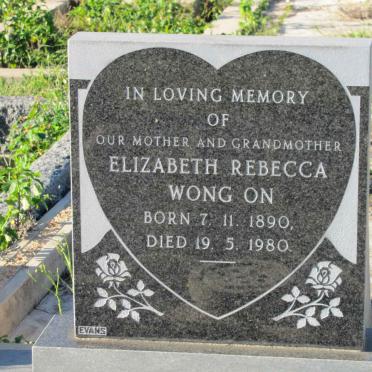 IN LOVING MEMORY
OF
OUR MOTHER AND GRANDMOTHER
ELIZABETH REBECCA
WONG ON
BORN 7. 11. 1890,
DIED 19. 5. 1980.
EVANS